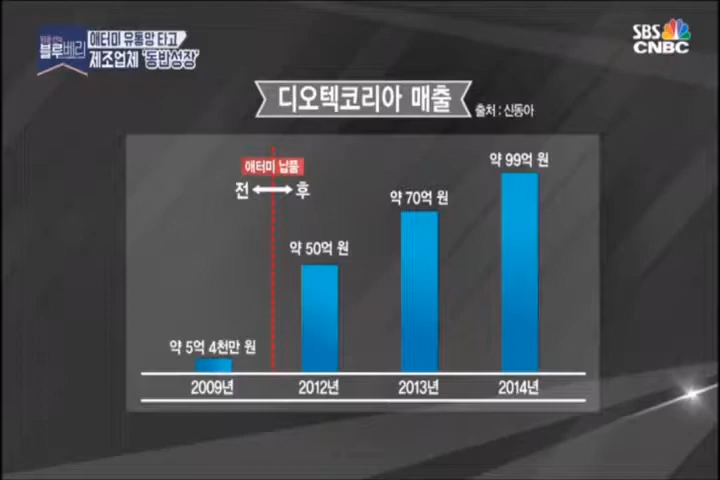 블루베리
애터미 유통망 타고
제조업체 '동반성장'
SBS
CNBC
디오텍코리아 매출
출처 : 신동아
애터미 납품
전 후
약 5억 4천만 원
약 50억 원
약 70억 원
약 99억 원
2009년
2012년
2013년
2014년